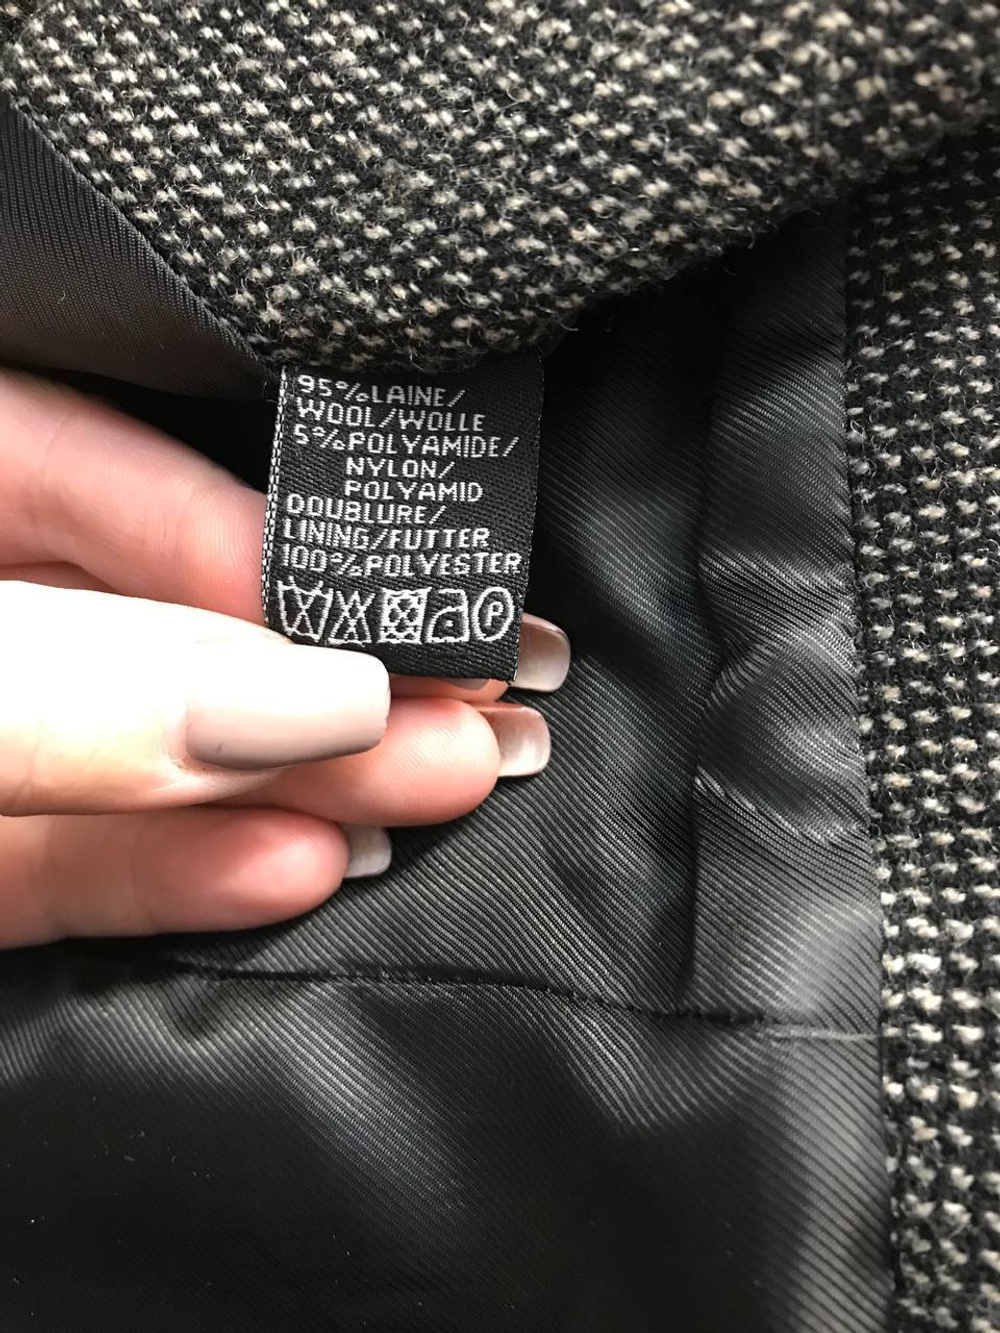 95%LAINE/
WOOL/WOLLE
5%POLYAMIDE/
NYLON/
POLYAMID
DOUBLURE/
LINING/FUTTER
100%POLYESTER
P